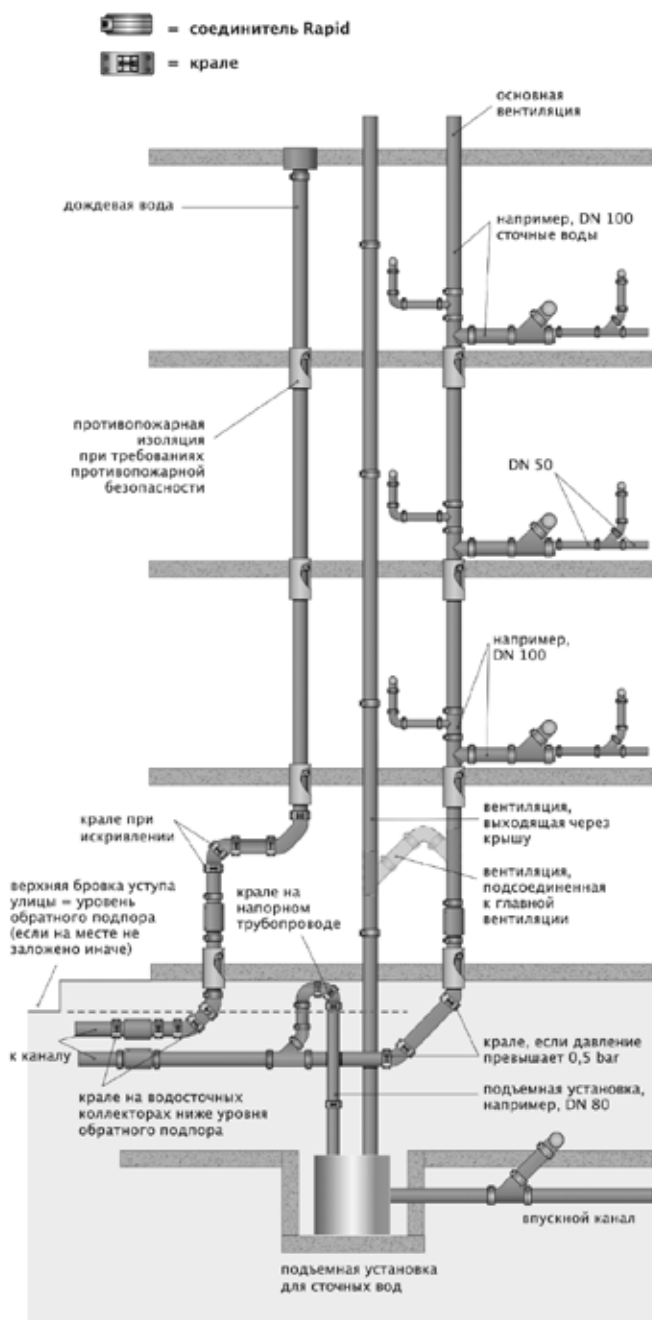 = соединитель Rapid
= крале
основная
вентиляция
дождевая вода
например, DN 100
сточные воды
противопожарная
изоляция
при требованиях
противопожарной
безопасности
DN 50
например,
DN 100
крале при
искривлении
вентиляция,
выходящая через
крышу
верхняя бровка уступа
улицы = уровень
обратного подпора
(если на месте не
заложено иначе)
крале на
напорном
трубопроводе
вентиляция,
подсоединенная
к главной
вентиляции
к каналу
крале, если давление
превышает 0,5 bar
крале на водосточных
коллекторах ниже уровня
обратного подпора
подъемная установка,
например, DN 80
впускной канал
подъемная установка
для сточных вод